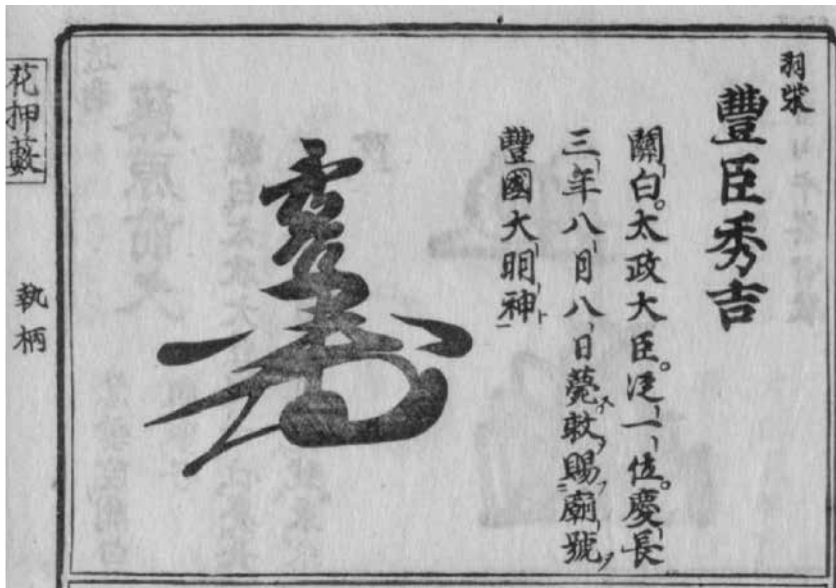 羽柴
豐臣秀吉
關白。太政大臣。從一位。慶長
三年八月八日薨敕賜廟號
豐國大明神
花押藪
執柄